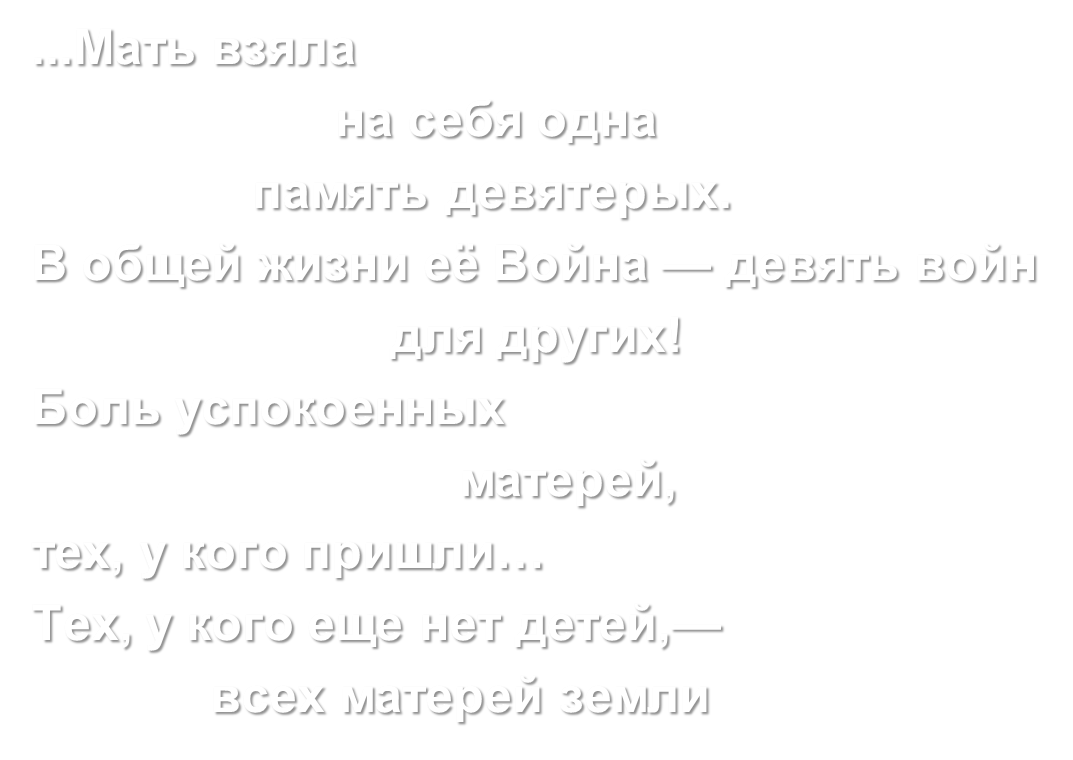 ...Мать взяла
на себя одна
память девятерых.
В общей жизни её Война — девять войн
для других!
Боль успокоенных
матерей,
тех, у кого пришли…
Тех, у кого еще нет детей,—
всех матерей земли